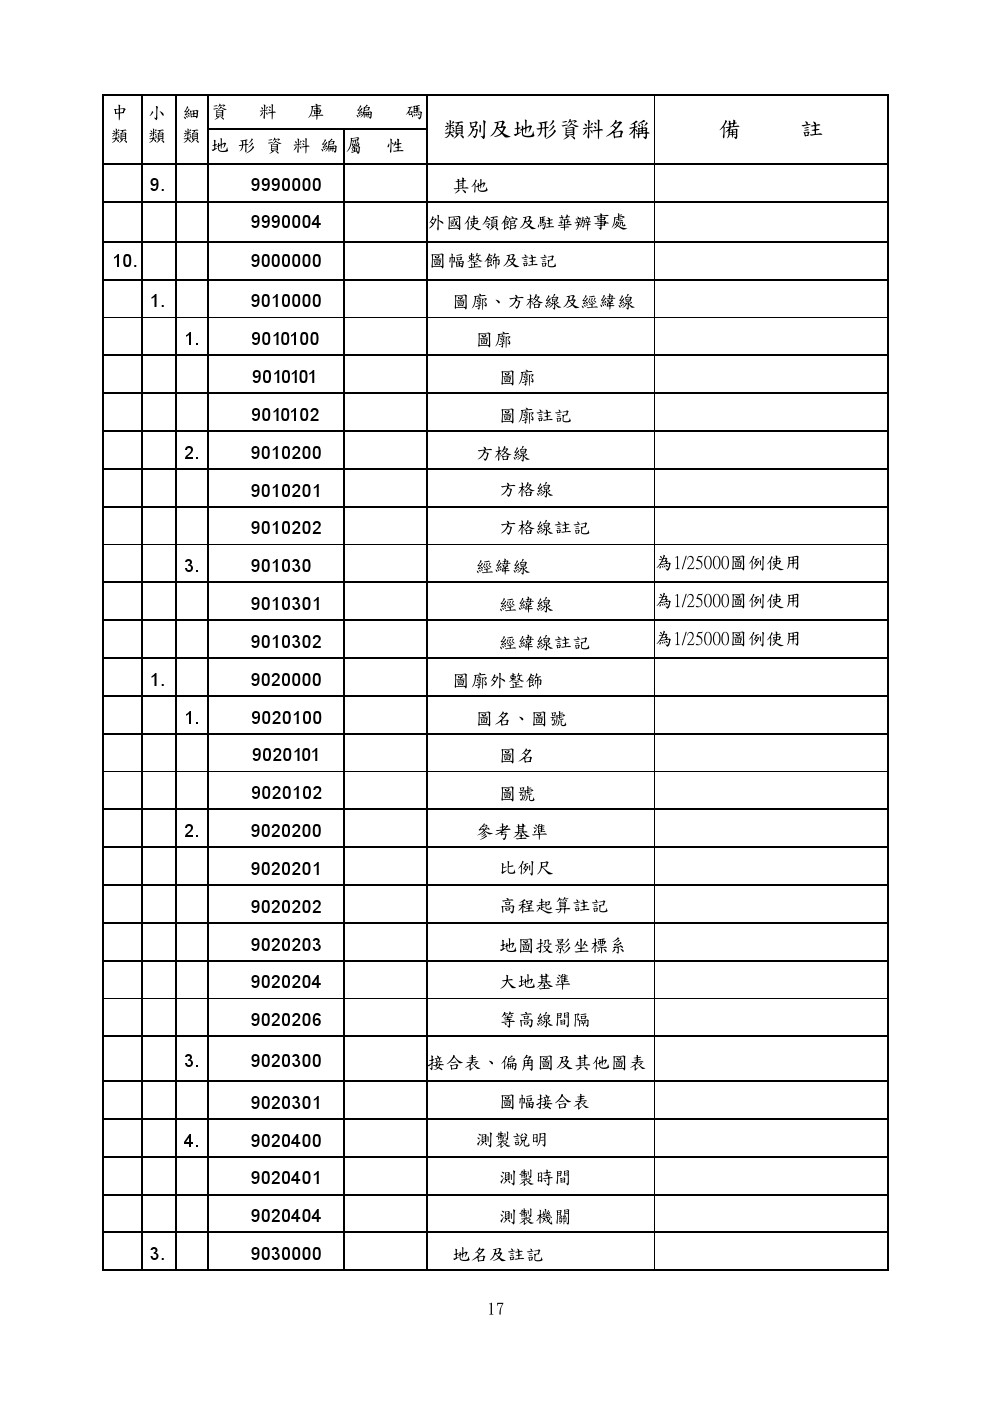 中類 小類 細類 資料庫編碼 類別及地形資料名稱 備註
地形資料編 屬性
9. 9990000 其他
9990004 外國使領館及駐華辦事處
10. 9000000 圖幅整飾及註記
1. 9010000 圖廓、方格線及經緯線
1. 9010100 圖廓
9010101 圖廓
9010102 圖廓註記
2. 9010200 方格線
9010201 方格線
9010202 方格線註記
3. 901030 經緯線 為1/25000圖例使用
9010301 經緯線 為1/25000圖例使用
9010302 經緯線註記 為1/25000圖例使用
1. 9020000 圖廓外整飾
1. 9020100 圖名、圖號
9020101 圖名
9020102 圖號
2. 9020200 參考基準
9020201 比例尺
9020202 高程起算註記
9020203 地圖投影坐標系
9020204 大地基準
9020206 等高線間隔
3. 9020300 接合表、偏角圖及其他圖表
9020301 圖幅接合表
4. 9020400 測製說明
9020401 測製時間
9020404 測製機關
3. 9030000 地名及註記
17